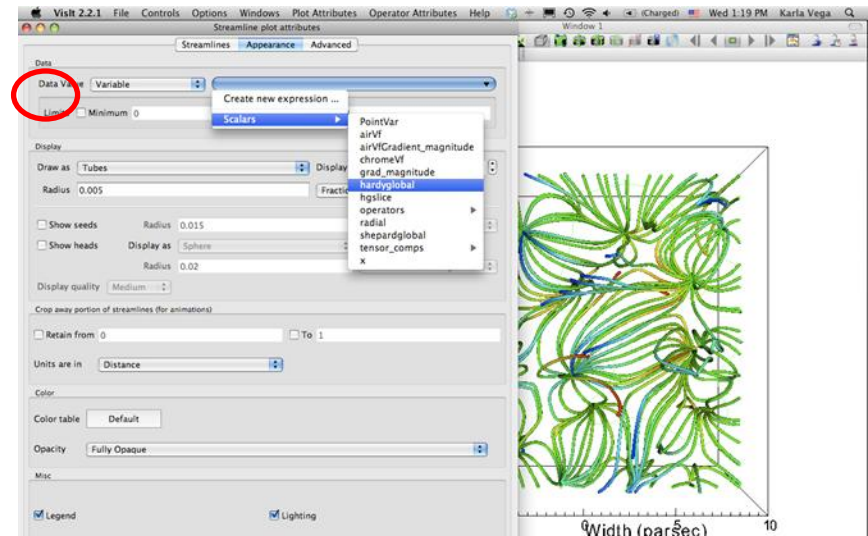 VisIt 2.2.1 File Controls Options Windows Plot Attributes Operator Attributes Help (Charged) Wed 1:19 PM Karla Vega
Streamline plot attributes
Window 1
Streamlines Appearance Advanced
Data
Data Value Variable
Create new expression ...
Limits Minimum 0
Scalars
PointVar
airVf
airVfGradient_magnitude
chromeVf
grad_magnitude
hardyglobal
hgslice
operators
radial
shepardglobal
tensor_comps
x
Display
Draw as Tubes Display
Radius 0.005
Show seeds Radius 0.015
Show heads Display as Sphere
Radius 0.02
Display quality Medium
Crop away portion of streamlines (for animations)
Retain from 0 To 1
Units are in Distance
Color
Color table Default
Opacity Fully Opaque
Misc
Legend Lighting
0 5 10
Width (parsec)